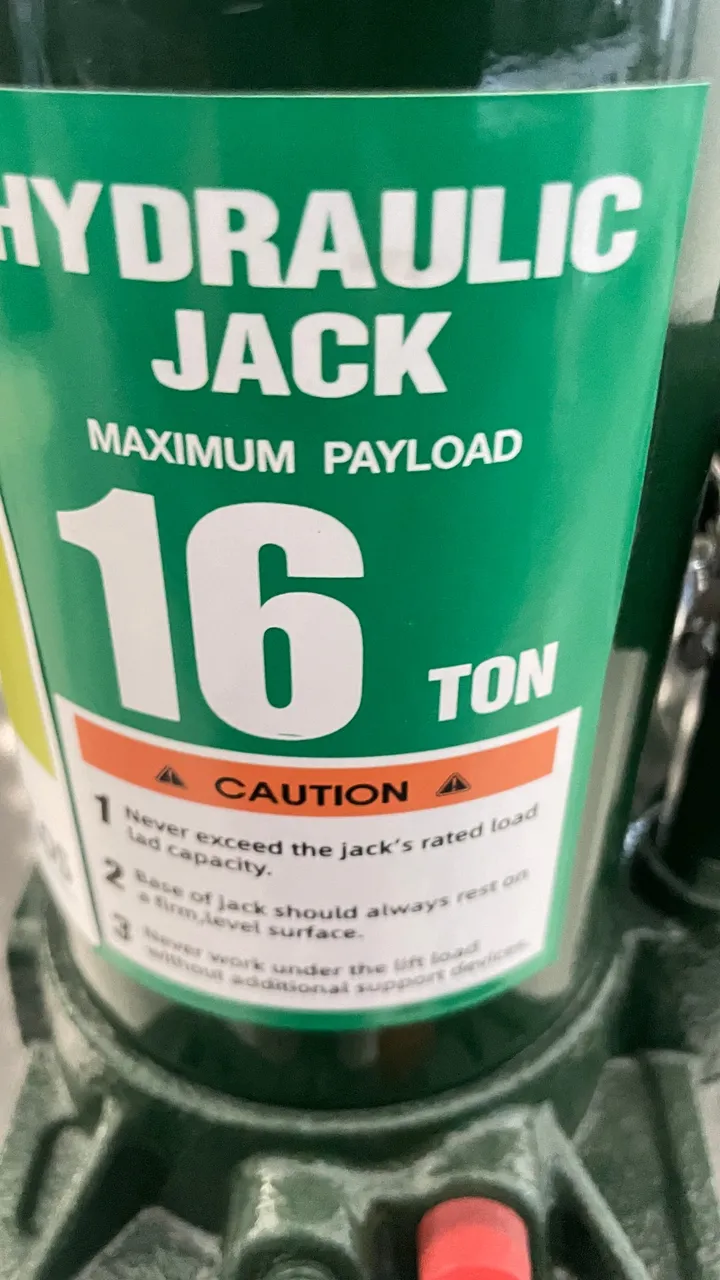 HYDRAULIC
JACK
MAXIMUM PAYLOAD
16 TON
CAUTION
1 Never exceed the jack's rated load
lad capacity.
2 Base of jack should always rest on
a firm,level surface.
3 Never work under the lift load
without additional support devices.